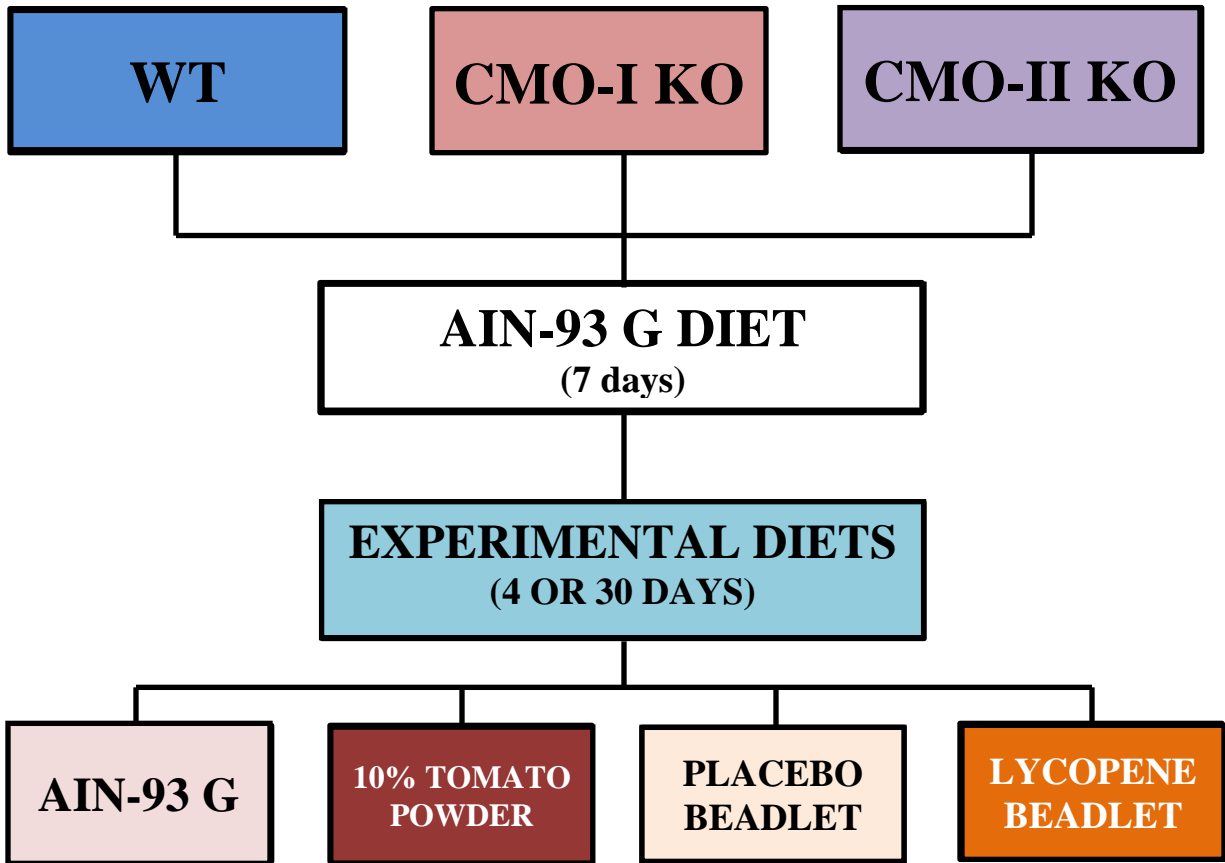 WT
CMO-I KO
CMO-II KO
AIN-93 G DIET
(7 days)
EXPERIMENTAL DIETS
(4 OR 30 DAYS)
AIN-93 G
10% TOMATO
POWDER
PLACEBO
BEADLET
LYCOPENE
BEADLET